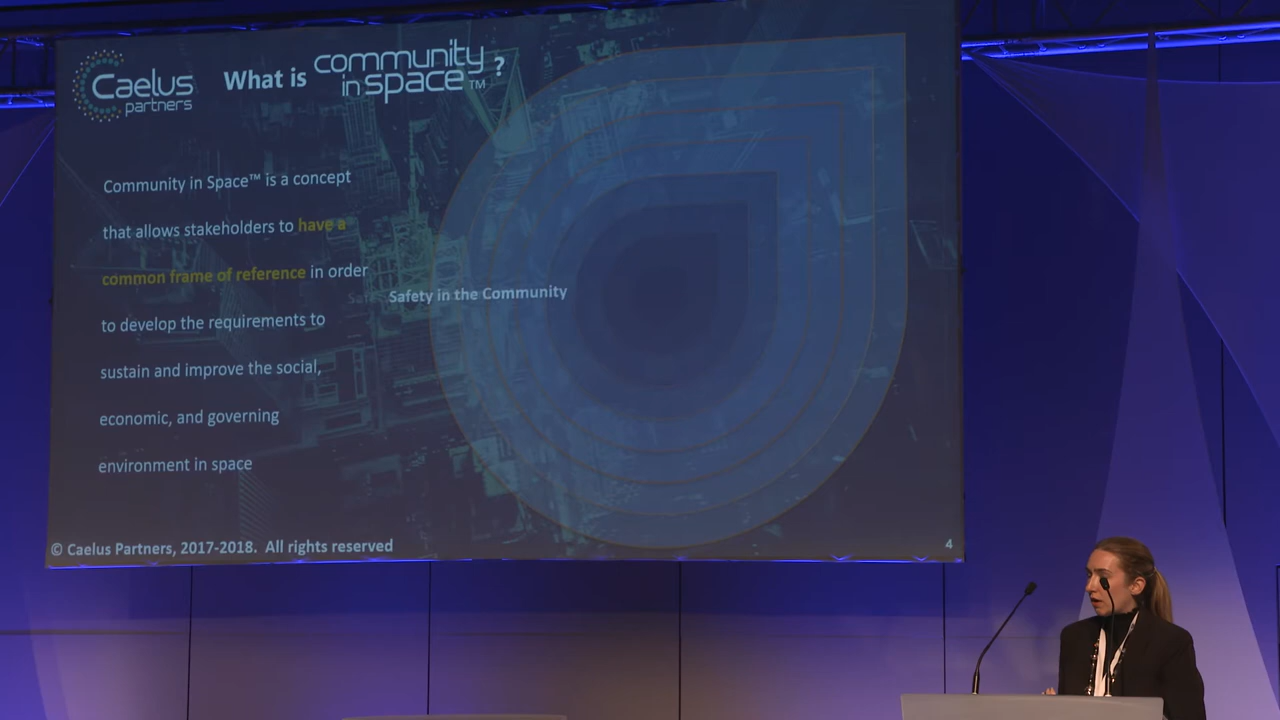 Caelus
partners
What is community in space™ ?
Community in Space™ is a concept
that allows stakeholders to have a
common frame of reference in order
to develop the requirements to
sustain and improve the social,
economic, and governing
environment in space
Safety in the Community
© Caelus Partners, 2017-2018. All rights reserved
4